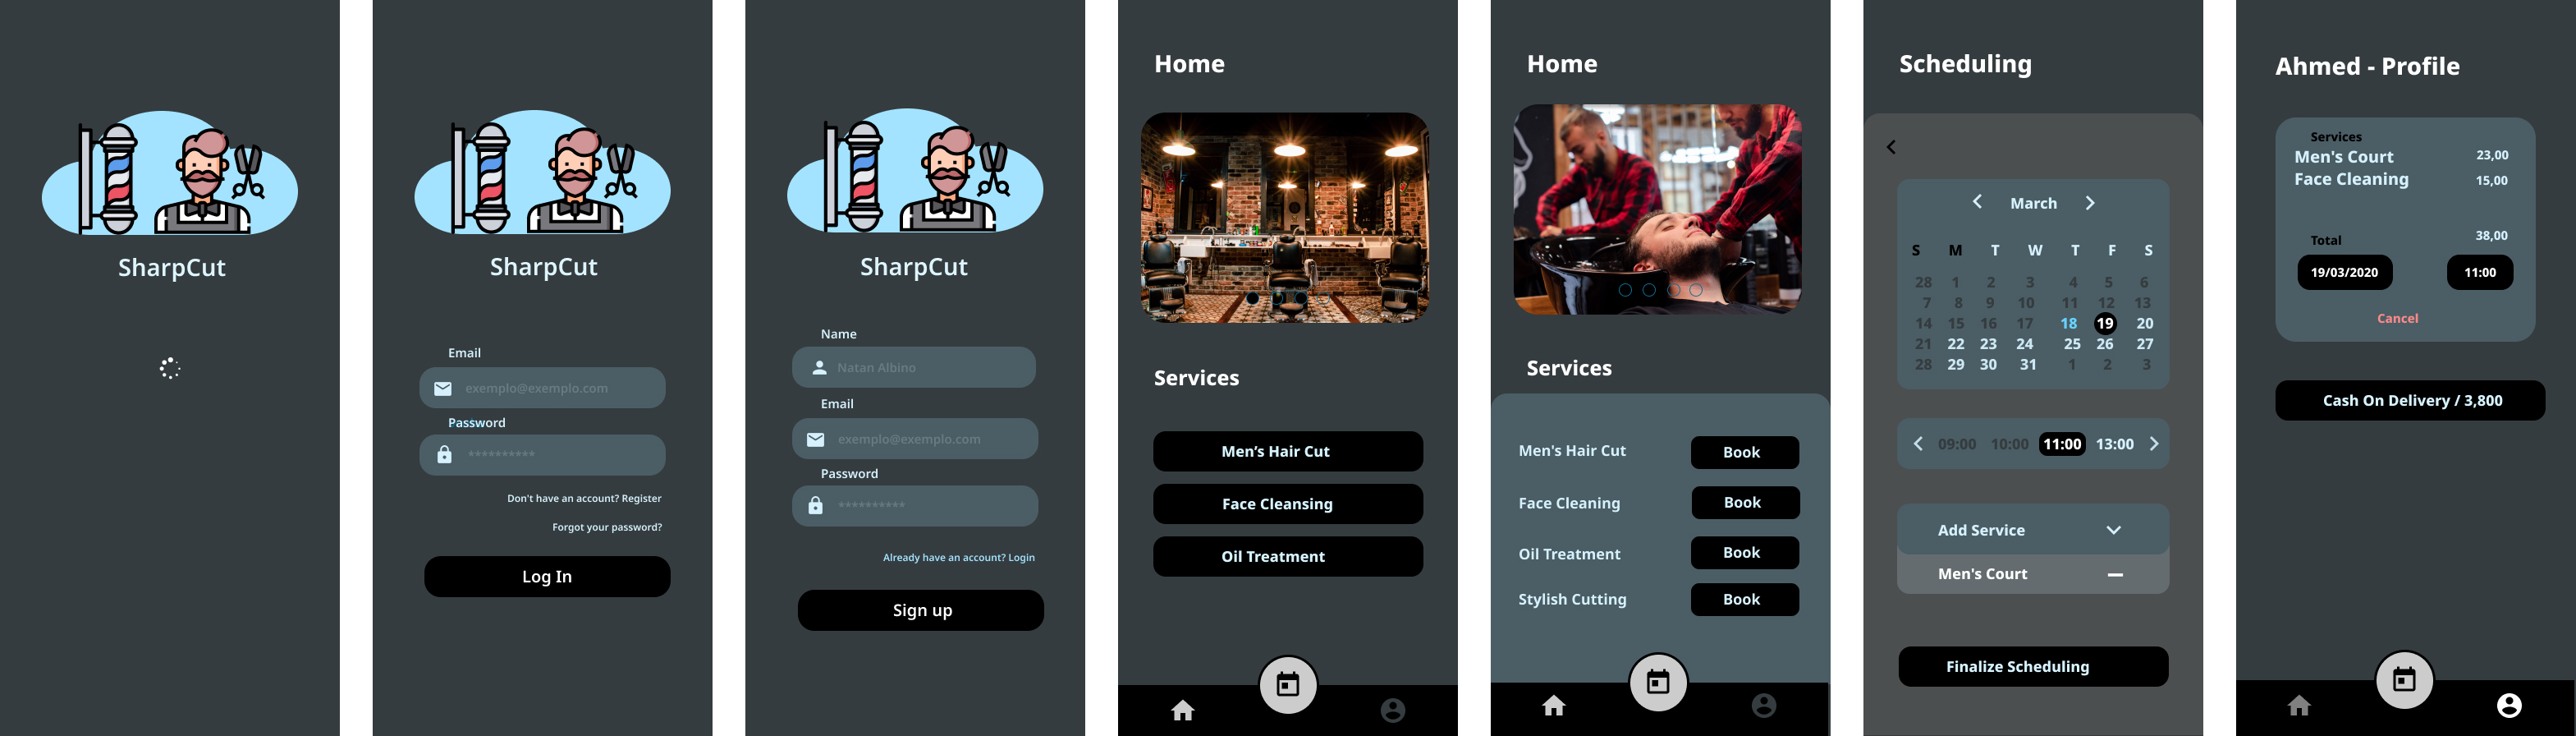 SharpCut
SharpCut
Email
exemplo@exemplo.com
Password
**********
Don't have an account? Register
Forgot your password?
Log In
SharpCut
Name
Natan Albino
Email
exemplo@exemplo.com
Password
**********
Already have an account? Login
Sign up
Home
Services
Men's Hair Cut
Face Cleansing
Oil Treatment
Home
Services
Men's Hair Cut Book
Face Cleaning Book
Oil Treatment Book
Stylish Cutting Book
Scheduling
March
S M T W T F S
28 1 2 3 4 5 6
7 8 9 10 11 12 13
14 15 16 17 18 19 20
21 22 23 24 25 26 27
28 29 30 31 1 2 3
09:00 10:00 11:00 13:00
Add Service
Men's Court
Finalize Scheduling
Ahmed - Profile
Services
Men's Court 23,00
Face Cleaning 15,00
Total 38,00
19/03/2020 11:00
Cancel
Cash On Delivery / 3,800